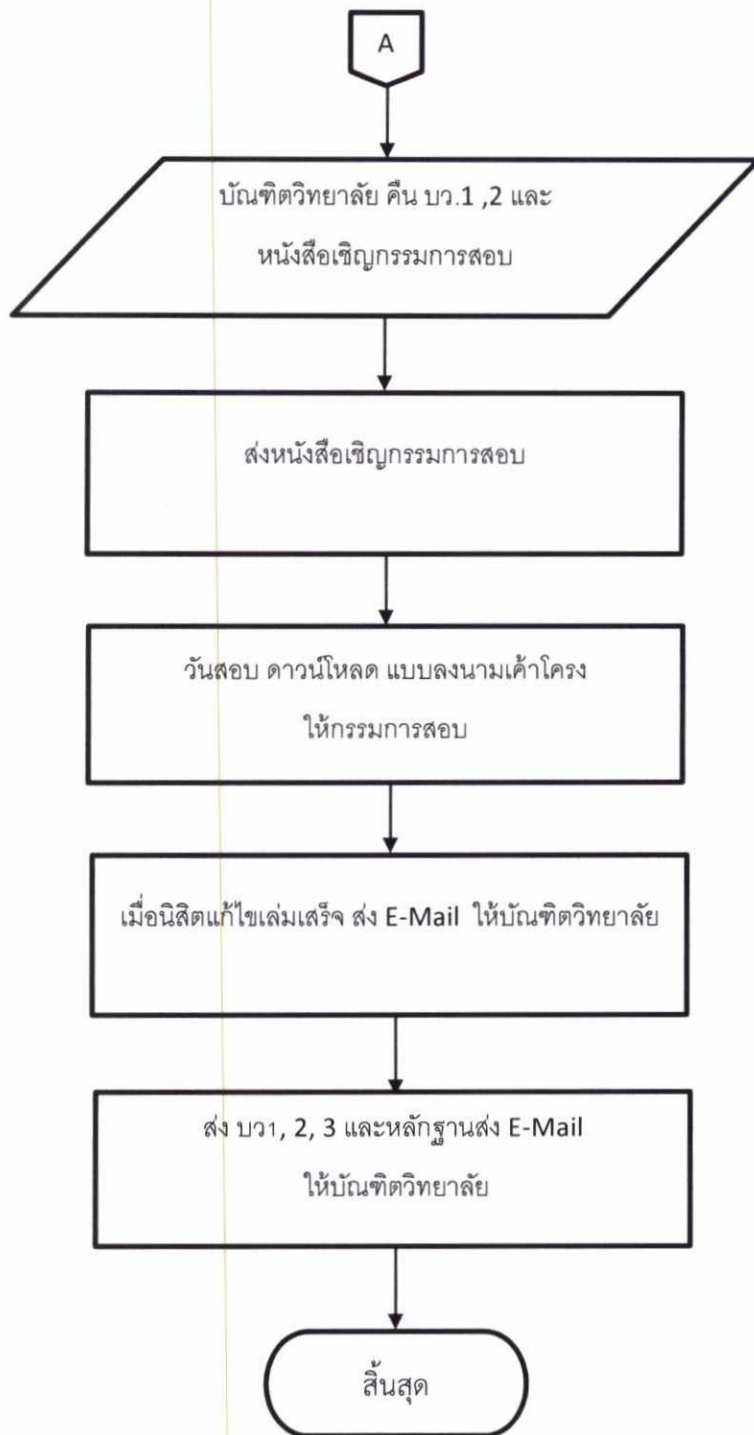 A
บัณฑิตวิทยาลัย คืน บว.1 ,2 และ
หนังสือเชิญกรรมการสอบ
ส่งหนังสือเชิญกรรมการสอบ
วันสอบ ดาวน์โหลด แบบลงนามเค้าโครง
ให้กรรมการสอบ
เมื่อนิสิตแก้ไขเล่มเสร็จ ส่ง E-Mail ให้บัณฑิตวิทยาลัย
ส่ง บว1, 2, 3 และหลักฐานส่ง E-Mail
ให้บัณฑิตวิทยาลัย
สิ้นสุด